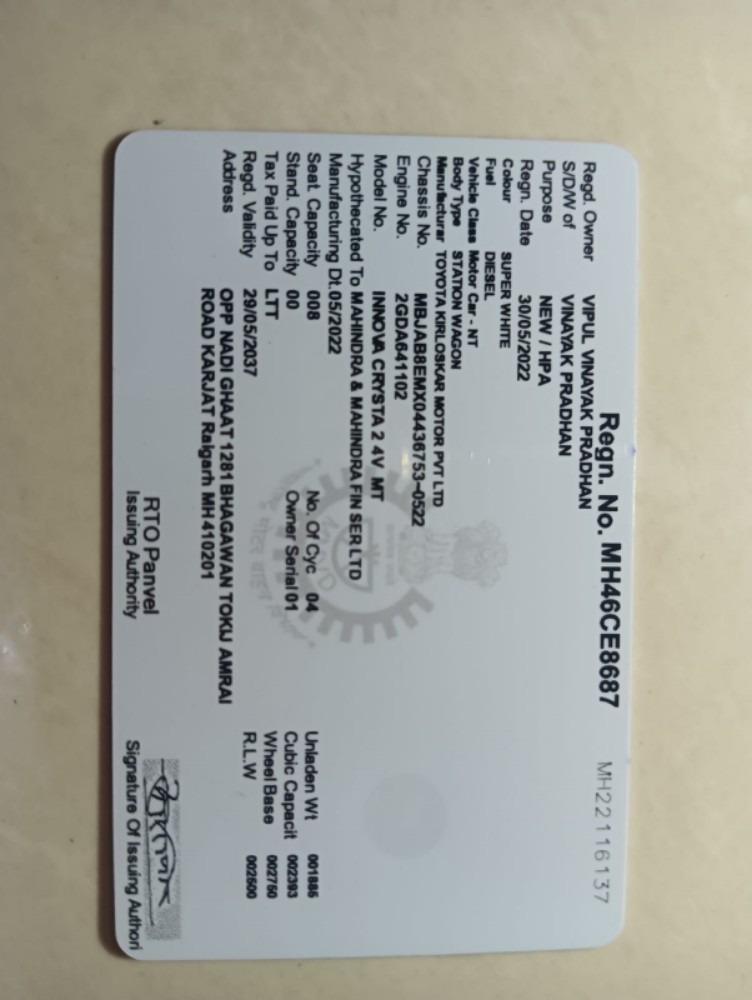 Regn. No. MH46CE8687 MH22116137
Regd. Owner VIPUL VINAYAK PRADHAN
S/D/W of VINAYAK PRADHAN
Purpose NEW / HPA
Regn. Date 30/05/2022
Colour SUPER WHITE
Fuel DIESEL
Vehicle Class Motor Car - NT
Body Type STATION WAGON
Manufacturar TOYOTA KIRLOSKAR MOTOR PVT LTD
Chassis No. MBJAB8EMX04436753-0522
Engine No. 2GDA641102
Model No. INNOVA CRYSTA 2 4V MT
Hypothecated To MAHINDRA & MAHINDRA FIN SER LTD
Manufacturing Dt. 05/2022
Seat. Capacity 008 No. Of Cyc 04 Unladen Wt 001885
Stand. Capacity 00 Owner Serial 01 Cubic Capacit 002393
Tax Paid Up To LTT Wheel Base 002750
Regd. Validity 29/05/2037 R.L.W 002500
Address OPP NADI GHAAT 1281 BHAGAWAN TOKIJ AMRAI
ROAD KARJAT Raigarh MH 410201
RTO Panvel
Issuing Authority Signature Of Issuing Authori